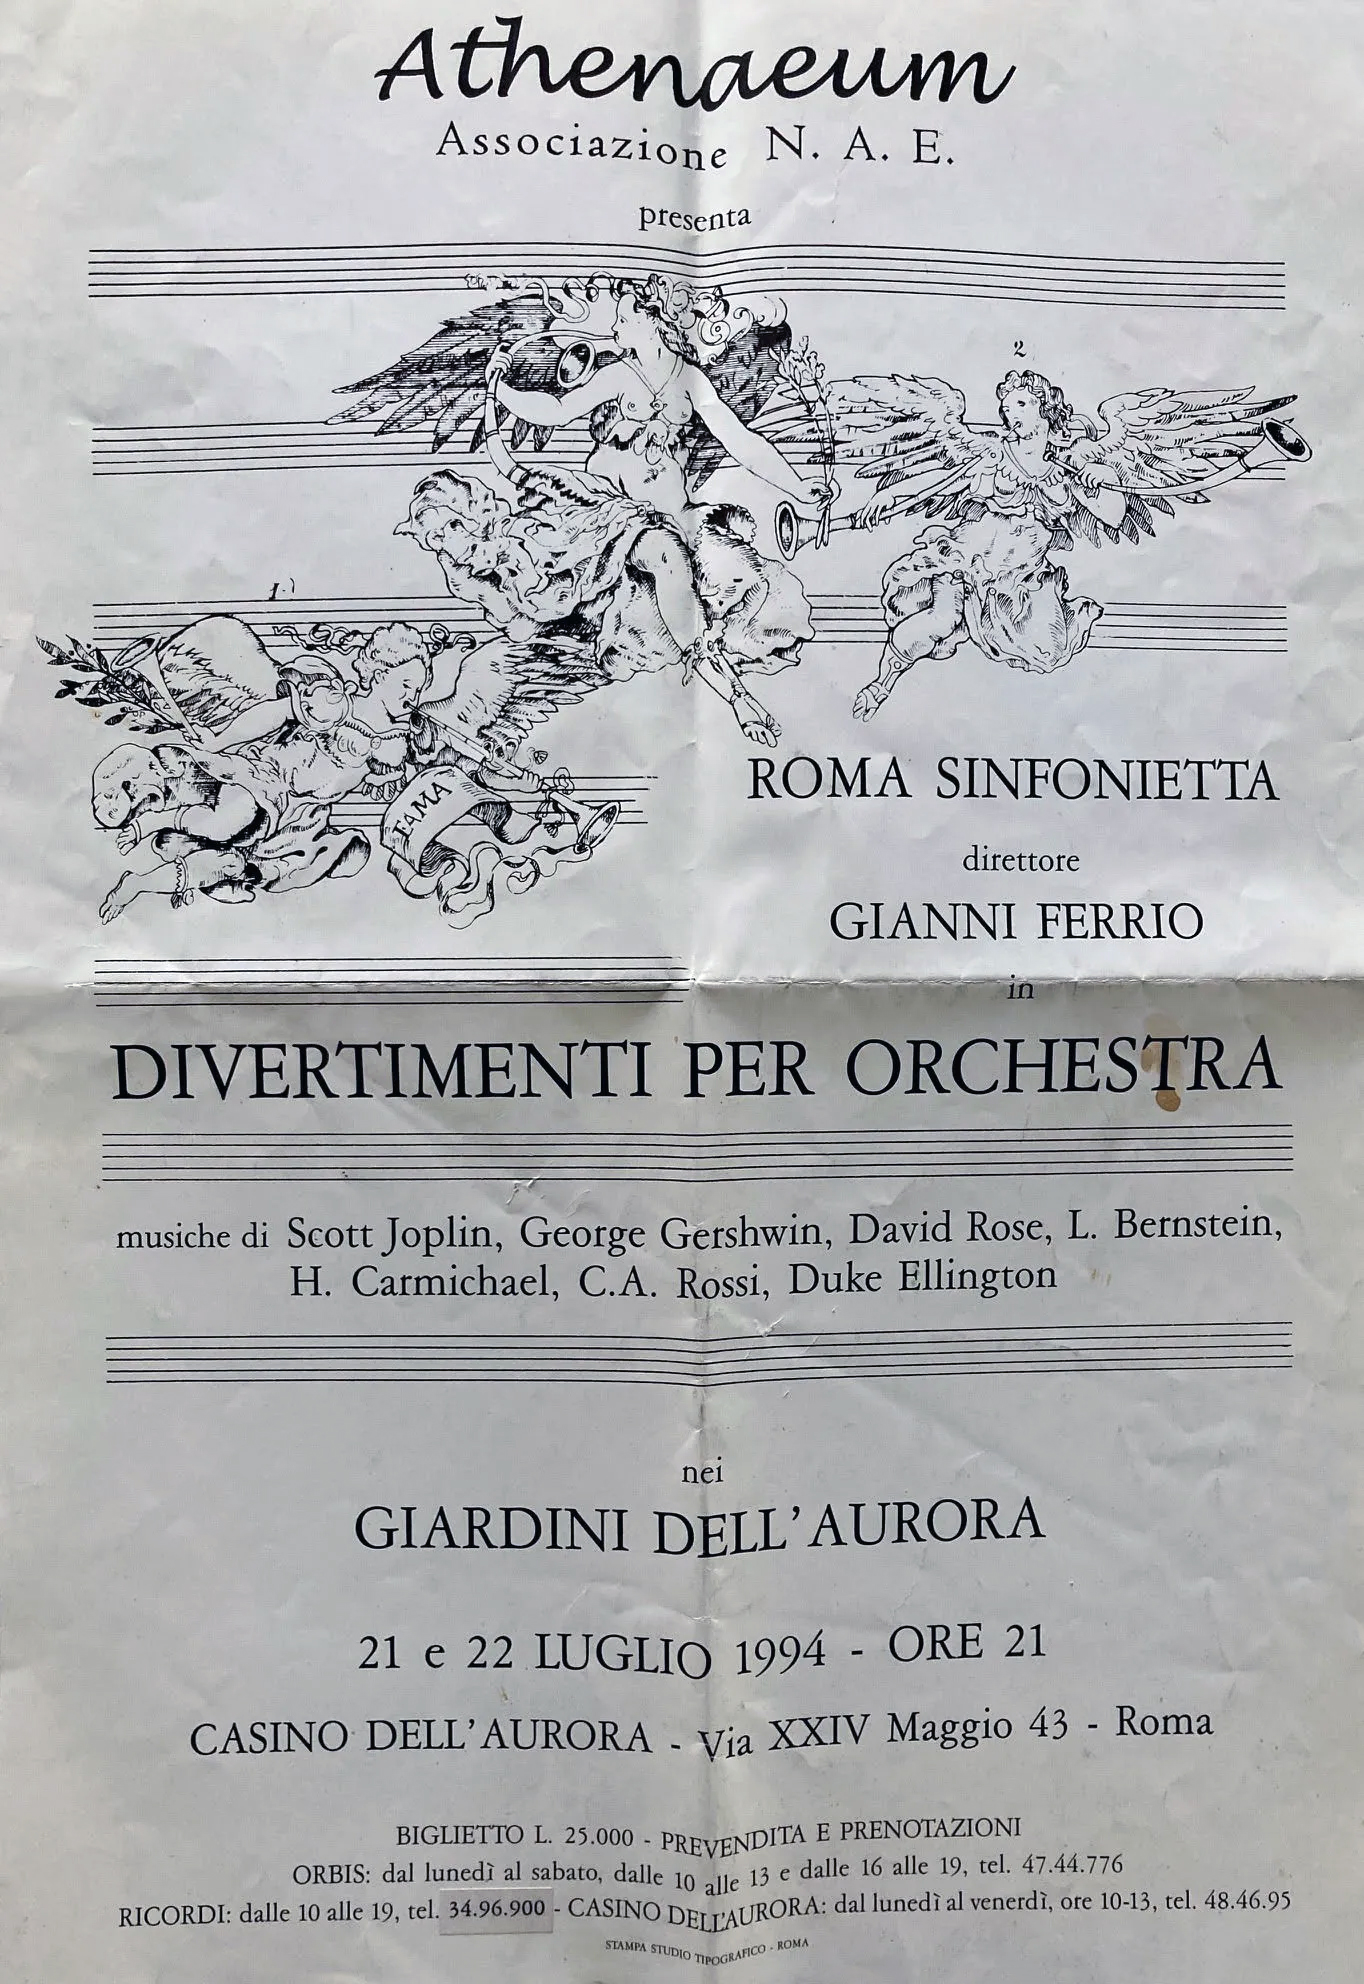 Athenaeum
Associazione N. A. E.
presenta
2
1.)
FAMA
ROMA SINFONIETTA
direttore
GIANNI FERRIO
in
DIVERTIMENTI PER ORCHESTRA
musiche di Scott Joplin, George Gershwin, David Rose, L. Bernstein,
H. Carmichael, C.A. Rossi, Duke Ellington
nei
GIARDINI DELL'AURORA
21 e 22 LUGLIO 1994 - ORE 21
CASINO DELL'AURORA - Via XXIV Maggio 43 - Roma
BIGLIETTO L. 25.000 - PREVENDITA E PRENOTAZIONI
ORBIS: dal lunedì al sabato, dalle 10 alle 13 e dalle 16 alle 19, tel. 47.44.776
RICORDI: dalle 10 alle 19, tel. 34.96.900 - CASINO DELL'AURORA: dal lunedì al venerdì, ore 10-13, tel. 48.46.95
STAMPA STUDIO TIPOGRAFICO - ROMA